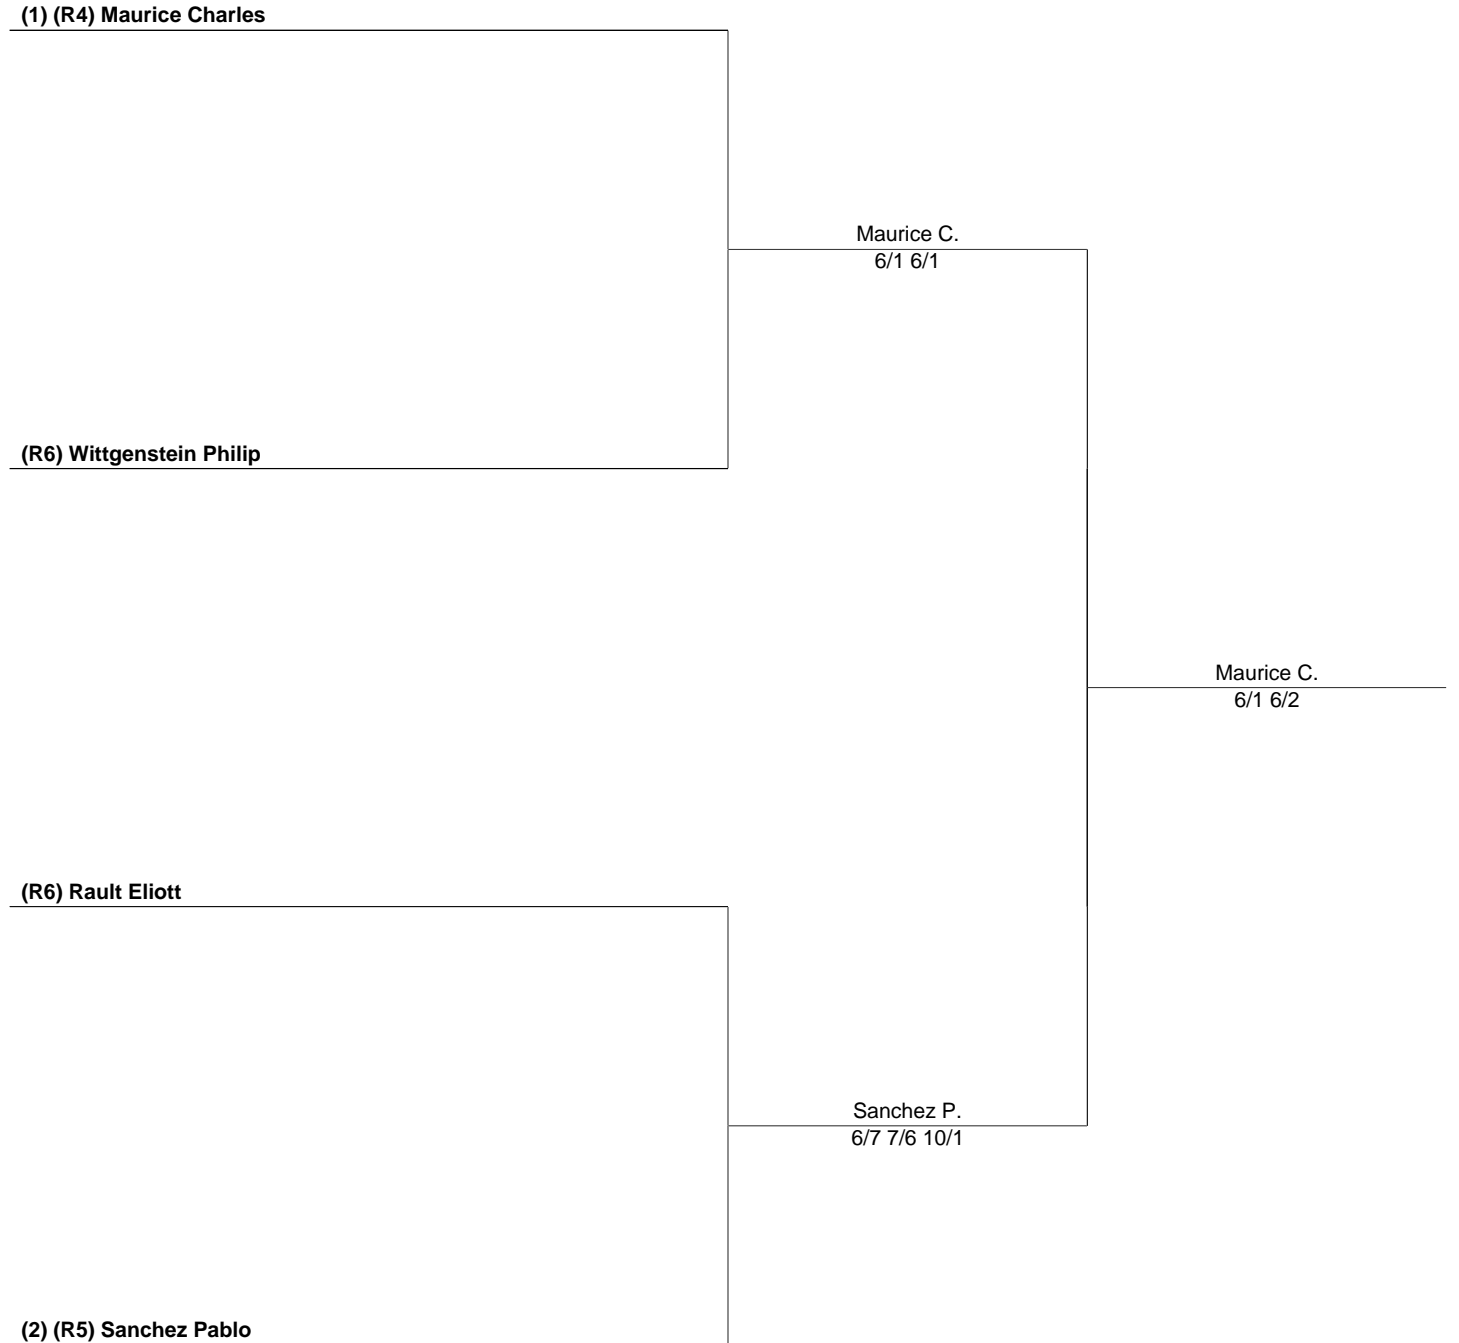 (1) (R4) Maurice Charles
Maurice C.
6/1 6/1
(R6) Wittgenstein Philip
Maurice C.
6/1 6/2
(R6) Rault Eliott
Sanchez P.
6/7 7/6 10/1
(2) (R5) Sanchez Pablo